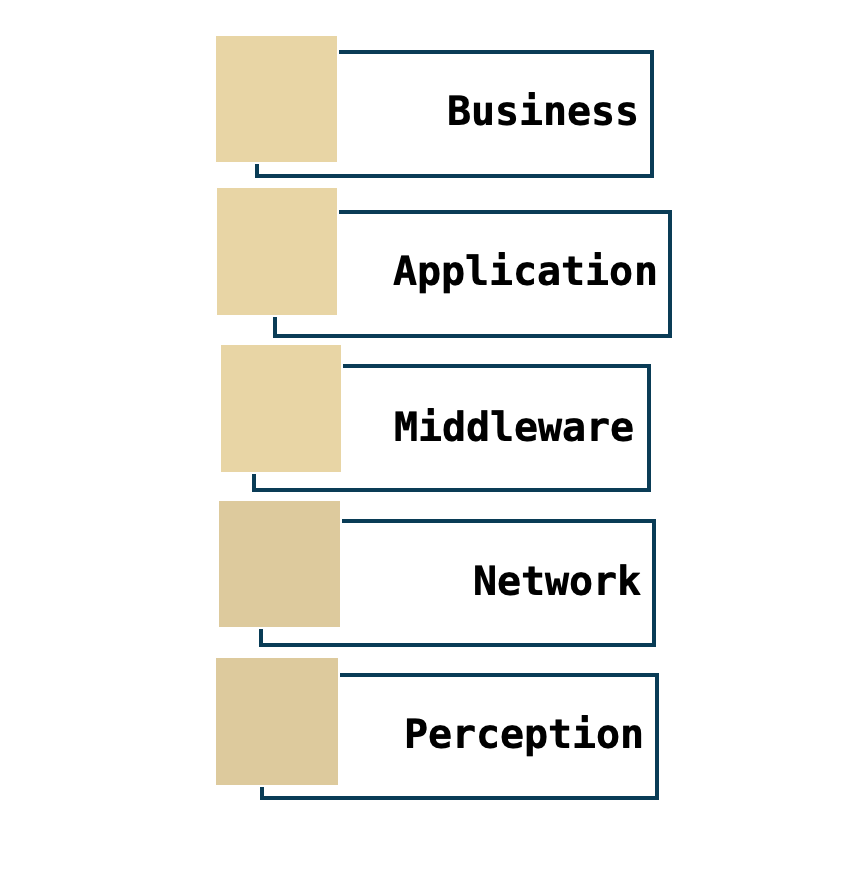 Business
Application
Middleware
Network
Perception